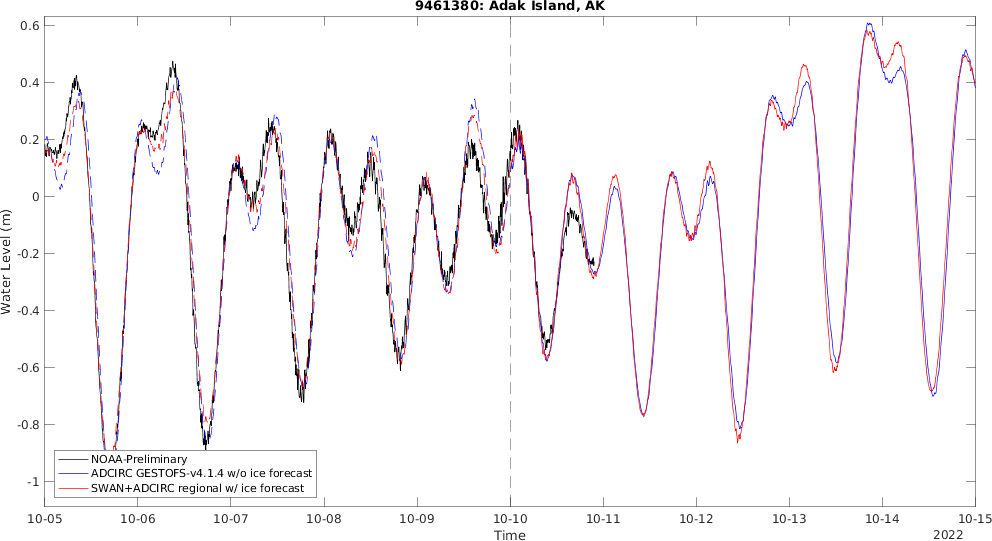 9461380: Adak Island, AK
Water Level (m)
0.6
0.4
0.2
0
-0.2
-0.4
-0.6
-0.8
-1
NOAA-Preliminary
ADCIRC GESTOFS-v4.1.4 w/o ice forecast
SWAN+ADCIRC regional w/ ice forecast
10-05 10-06 10-07 10-08 10-09 10-10 10-11 10-12 10-13 10-14 10-15
Time
2022